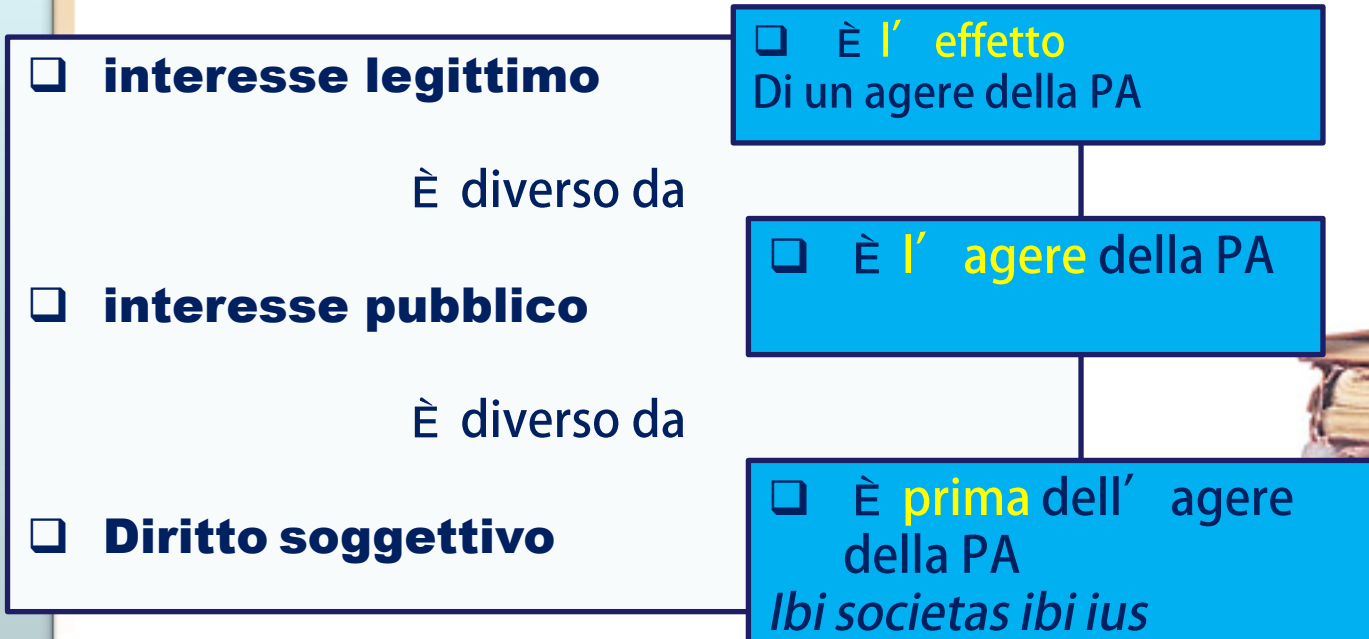 ❑ interesse legittimo
❑ È l′ effetto
Di un agere della PA
È diverso da
❑ interesse pubblico
❑ È l′ agere della PA
È diverso da
❑ Diritto soggettivo
❑ È prima dell′ agere
della PA
Ibi societas ibi ius